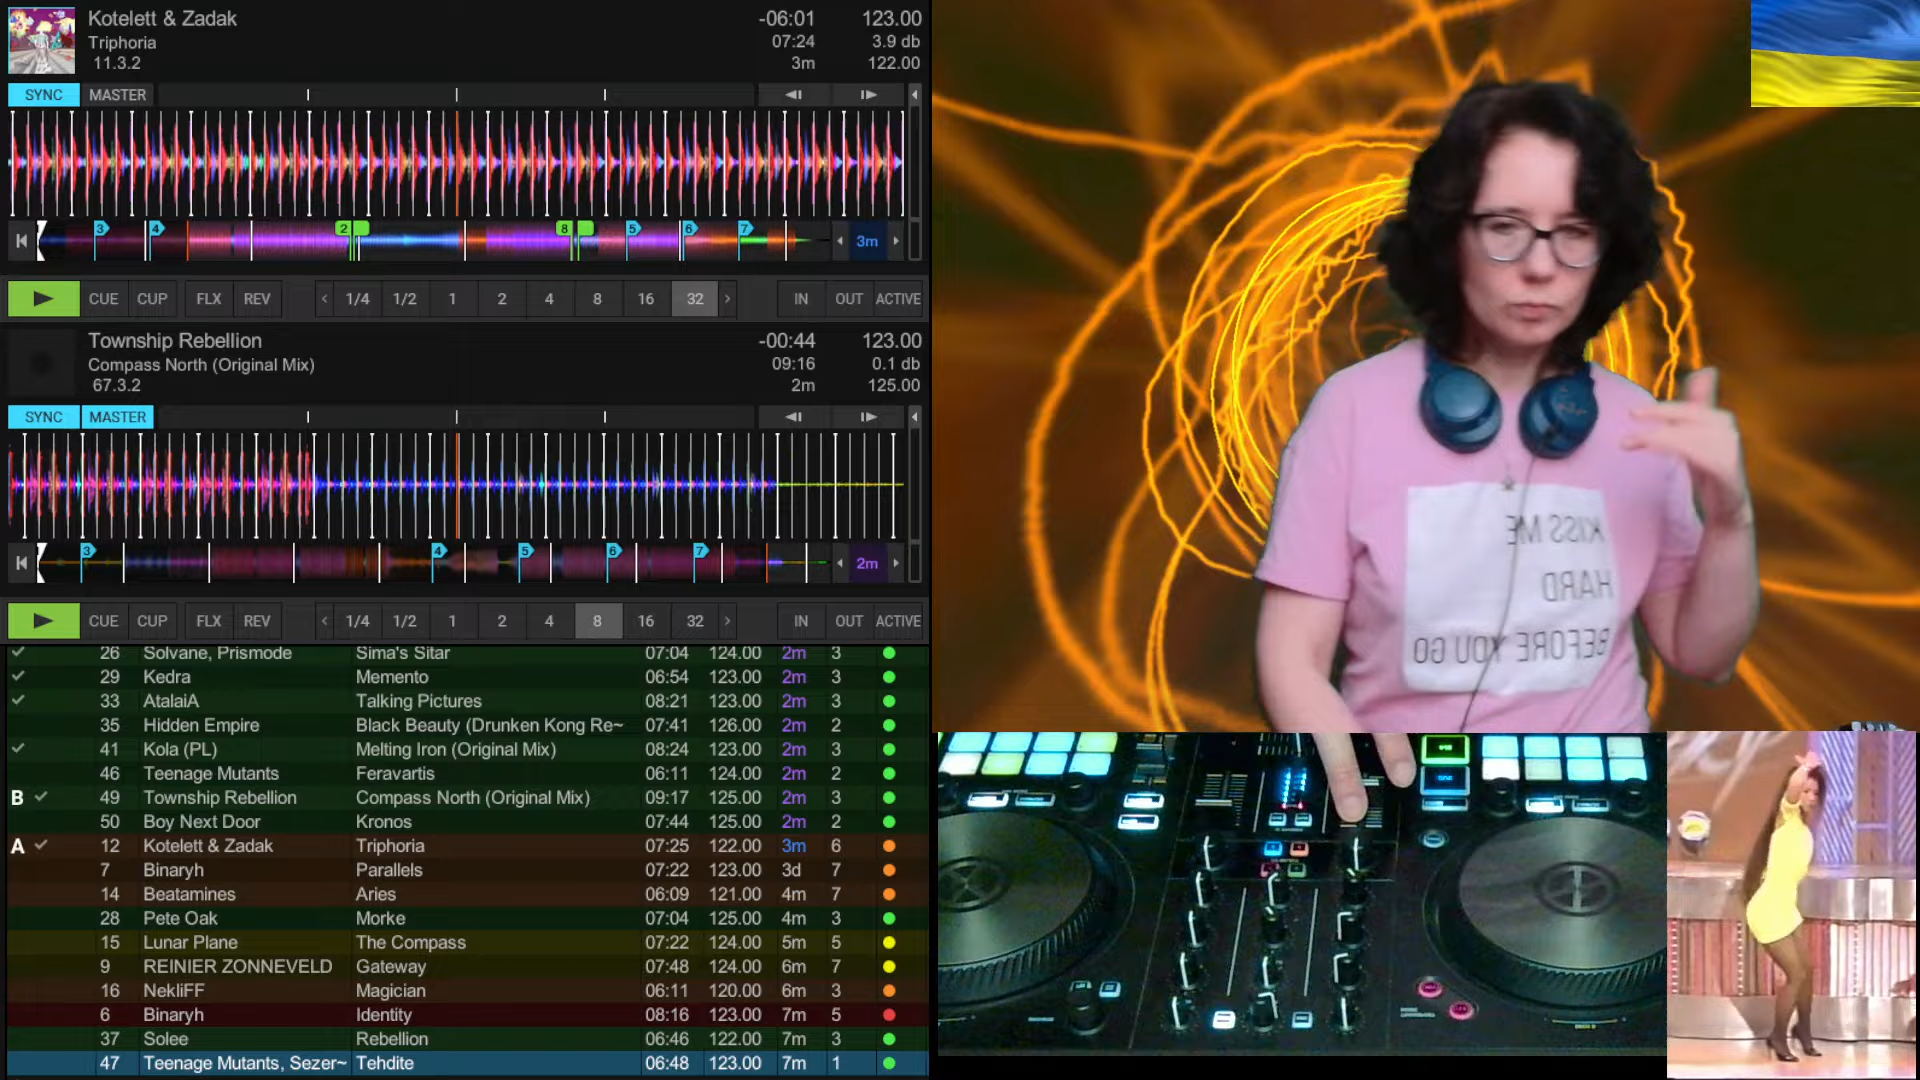 Kotelett & Zadak -06:01 123.00
Triphoria 07:24 3.9 db
11.3.2 3m 122.00
SYNC MASTER
3 4 2 8 5 6 7 3m
CUE CUP FLX REV 1/4 1/2 1 2 4 8 16 32 IN OUT ACTIVE
Township Rebellion -00:44 123.00
Compass North (Original Mix) 09:16 0.1 db
67.3.2 2m 125.00
SYNC MASTER
3 4 5 6 7 2m
CUE CUP FLX REV 1/4 1/2 1 2 4 8 16 32 IN OUT ACTIVE
26 Solvane, Prismode Sima's Sitar 07:04 124.00 2m 3
29 Kedra Memento 06:54 123.00 2m 3
33 AtalaiA Talking Pictures 08:21 123.00 2m 3
35 Hidden Empire Black Beauty (Drunken Kong Re~ 07:41 126.00 2m 2
41 Kola (PL) Melting Iron (Original Mix) 08:24 123.00 2m 3
46 Teenage Mutants Feravartis 06:11 124.00 2m 2
B 49 Township Rebellion Compass North (Original Mix) 09:17 125.00 2m 3
50 Boy Next Door Kronos 07:44 125.00 2m 2
A 12 Kotelett & Zadak Triphoria 07:25 122.00 3m 6
7 Binaryh Parallels 07:22 123.00 3d 7
14 Beatamines Aries 06:09 121.00 4m 7
28 Pete Oak Morke 07:04 125.00 4m 3
15 Lunar Plane The Compass 07:22 124.00 5m 5
9 REINIER ZONNEVELD Gateway 07:48 124.00 6m 7
16 NekliFF Magician 06:11 120.00 6m 3
6 Binaryh Identity 08:16 123.00 7m 5
37 Solee Rebellion 06:46 122.00 7m 3
47 Teenage Mutants, Sezer~ Tehdite 06:48 123.00 7m 1
KISS ME
HARD
BEFORE YOU GO